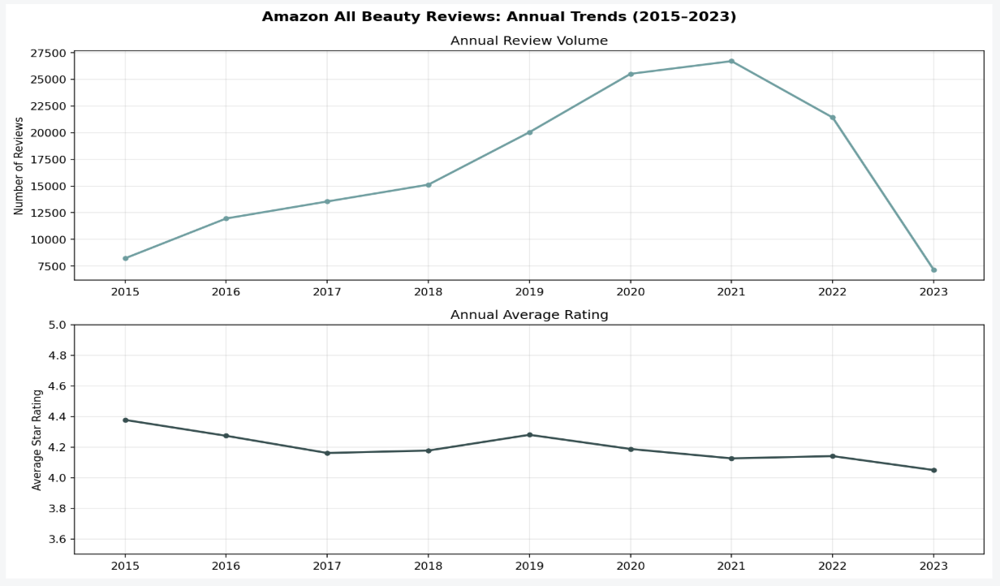 Amazon All Beauty Reviews: Annual Trends (2015–2023)
Annual Review Volume
Number of Reviews
27500
25000
22500
20000
17500
15000
12500
10000
7500
2015 2016 2017 2018 2019 2020 2021 2022 2023
Annual Average Rating
Average Star Rating
5.0
4.8
4.6
4.4
4.2
4.0
3.8
3.6
2015 2016 2017 2018 2019 2020 2021 2022 2023